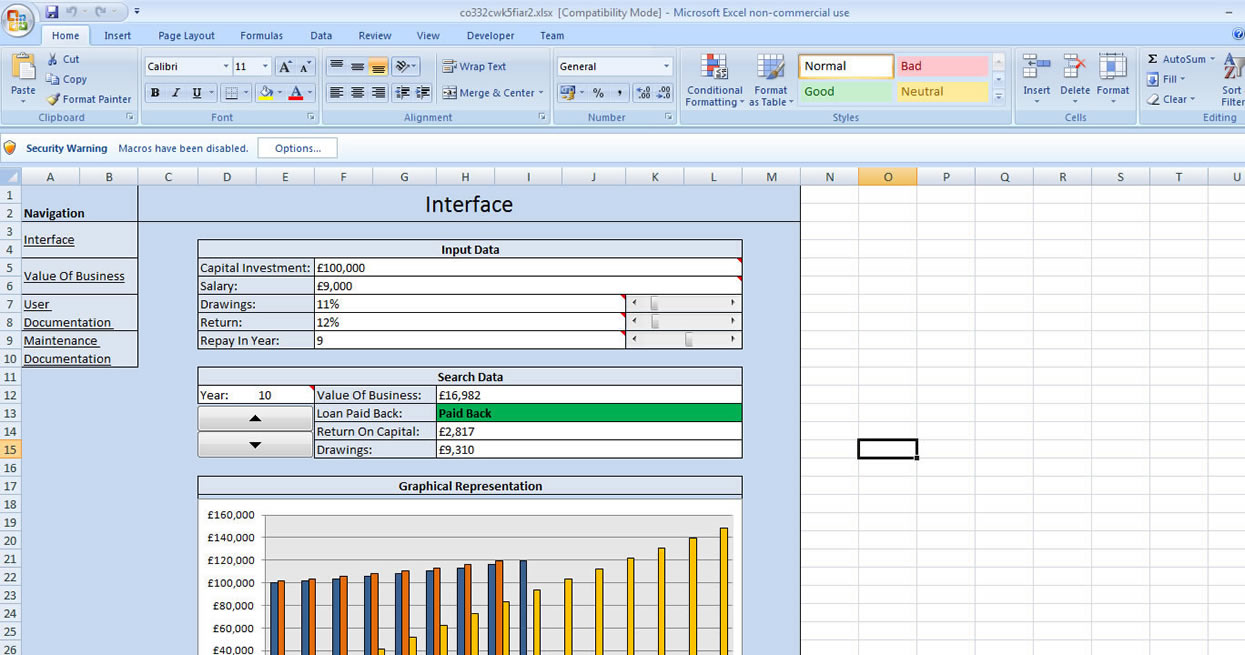 co332cwk5fiar2.xlsx [Compatibility Mode] - Microsoft Excel non-commercial use
Home Insert Page Layout Formulas Data Review View Developer Team
Paste
Cut
Copy
Format Painter
Clipboard
Calibri 11
B I U
Font
Wrap Text
Merge & Center
Alignment
General
% ,
Number
Conditional Formatting
Format as Table
Normal Bad
Good Neutral
Styles
Insert Delete Format
Cells
Σ AutoSum
Fill
Clear
Sort
Filter
Editing
Security Warning Macros have been disabled. Options...
A B C D E F G H I J K L M N O P Q R S T U
1 Interface
2 Navigation
3 Interface
4 Input Data
5 Value Of Business Capital Investment: £100,000
6 Salary: £9,000
7 User Drawings: 11%
8 Documentation Return: 12%
9 Maintenance Repay In Year: 9
10 Documentation
11 Search Data
12 Year: 10 Value Of Business: £16,982
13 Loan Paid Back: Paid Back
14 Return On Capital: £2,817
15 Drawings: £9,310
16
17 Graphical Representation
18
19 £160,000
20 £140,000
21 £120,000
22 £100,000
23 £80,000
24
25 £60,000
26 £40,000